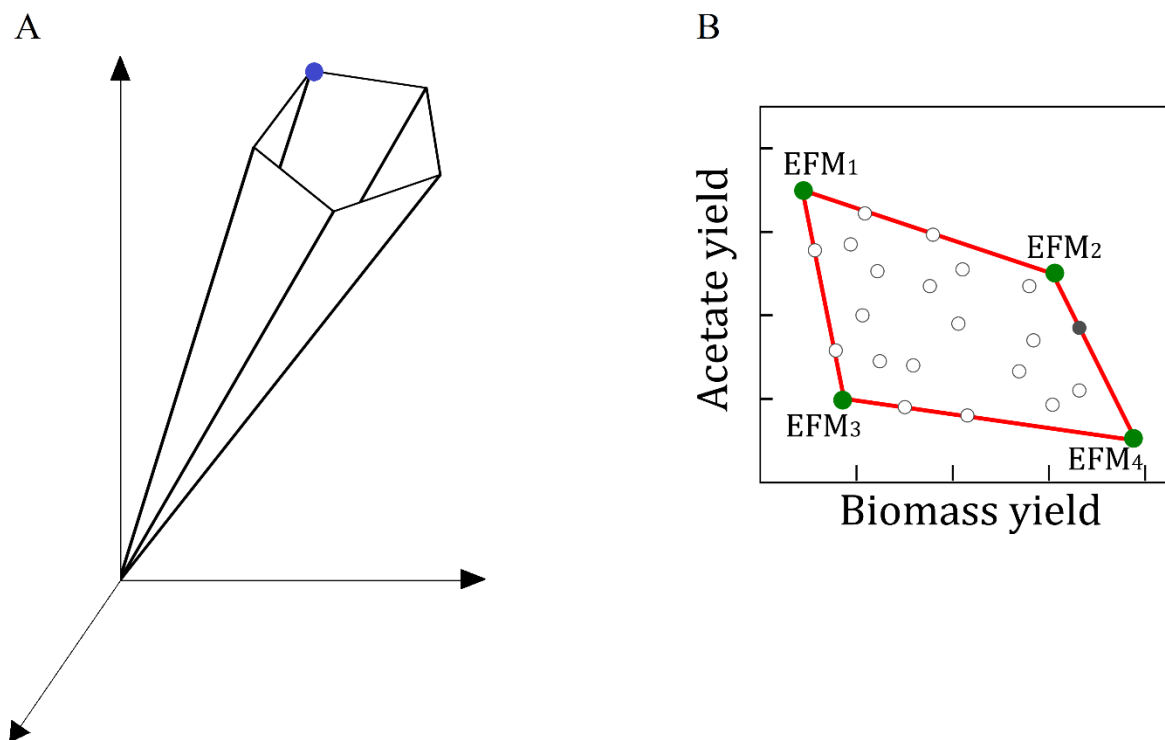 A
B
EFM1
EFM2
EFM3
EFM4
Acetate yield
Biomass yield